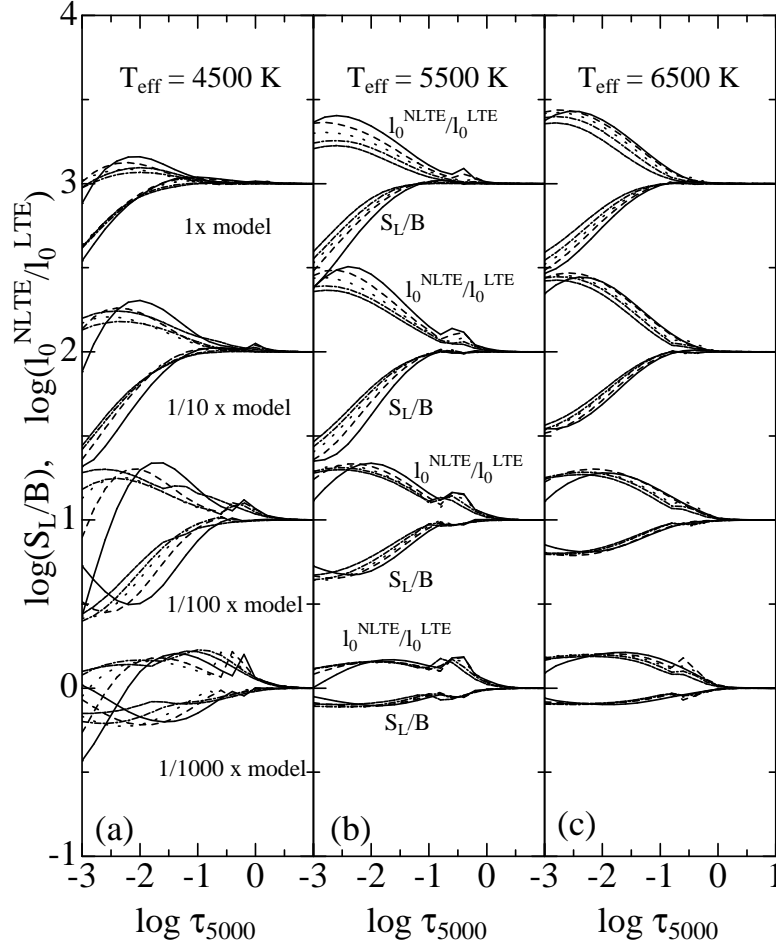 4
3
2
1
0
-1
log(S_L/B), log(l_0^NLTE/l_0^LTE)
T_eff = 4500 K
1x model
1/10 x model
1/100 x model
1/1000 x model
(a)
-3 -2 -1 0
log τ_5000
T_eff = 5500 K
l_0^NLTE/l_0^LTE
S_L/B
l_0^NLTE/l_0^LTE
S_L/B
l_0^NLTE/l_0^LTE
S_L/B
l_0^NLTE/l_0^LTE
S_L/B
(b)
-3 -2 -1 0
log τ_5000
T_eff = 6500 K
(c)
-3 -2 -1 0 1
log τ_5000